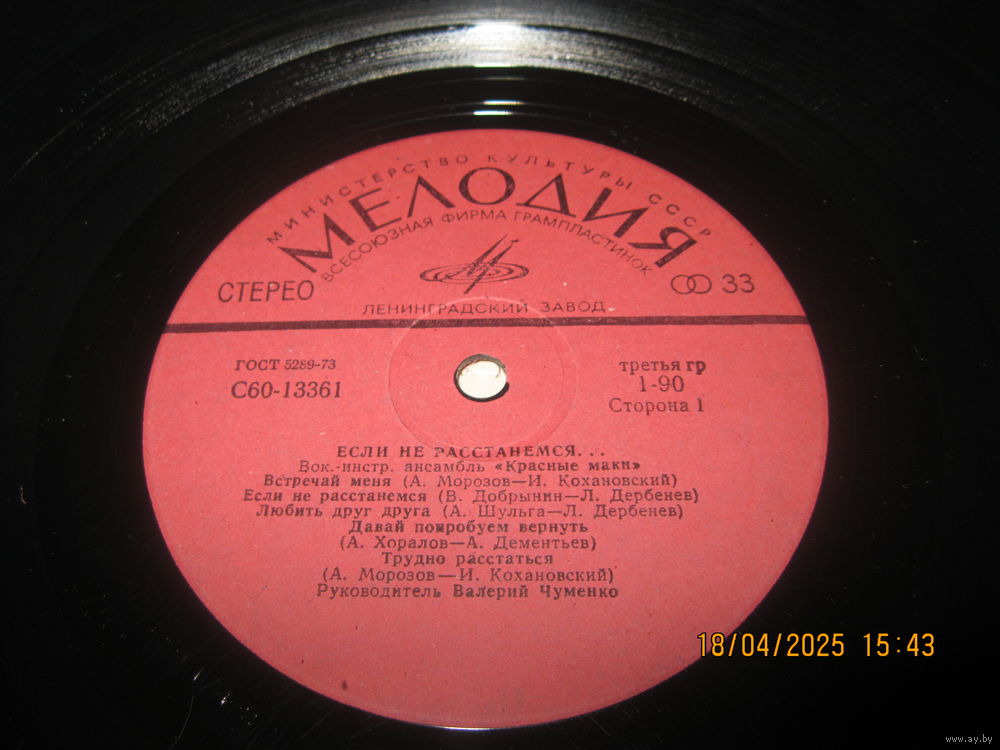 МИНИСТЕРСТВО КУЛЬТУРЫ СССР
МЕЛОДИЯ
ВСЕСОЮЗНАЯ ФИРМА ГРАМПЛАСТИНОК
СТЕРЕО
33
ЛЕНИНГРАДСКИЙ ЗАВОД
ГОСТ 5289-73
С60-13361
третья гр
1-90
Сторона 1
ЕСЛИ НЕ РАССТАНЕМСЯ...
Вок.-инстр. ансамбль «Красные маки»
Встречай меня (А. Морозов—И. Кохановский)
Если не расстанемся (В. Добрынин—Л. Дербенев)
Любить друг друга (А. Шульга—Л. Дербенев)
Давай попробуем вернуть
(А. Хоралов—А. Дементьев)
Трудно расстаться
(А. Морозов—И. Кохановский)
Руководитель Валерий Чуменко
18/04/2025 15:43
www.ay.by